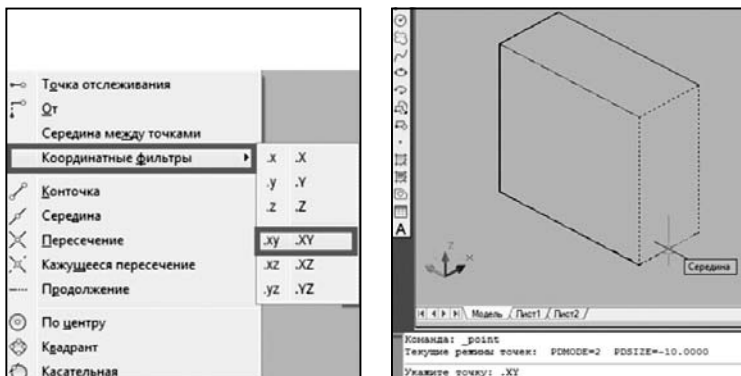 Точка отслеживания
От
Середина между точками
Координатные фильтры
.x .X
.y .Y
.z .Z
.xy .XY
.xz .XZ
.yz .YZ
Конточка
Середина
Пересечение
Кажущееся пересечение
Продолжение
По центру
Квадрант
Касательная
A
Z
X
Середина
Модель / Лист1 / Лист2 /
Команда: _point
Текущие режимы точек: PDMODE=2 PDSIZE=-10.0000
Укажите точку: .XY